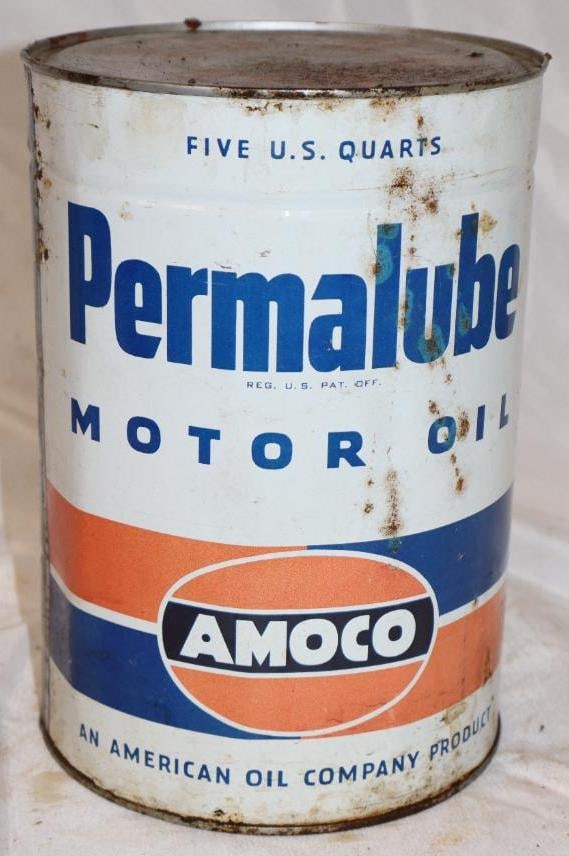 FIVE U.S. QUARTS
Permalube
REG. U.S. PAT. OFF.
MOTOR OIL
AMOCO
AN AMERICAN OIL COMPANY PRODUCT